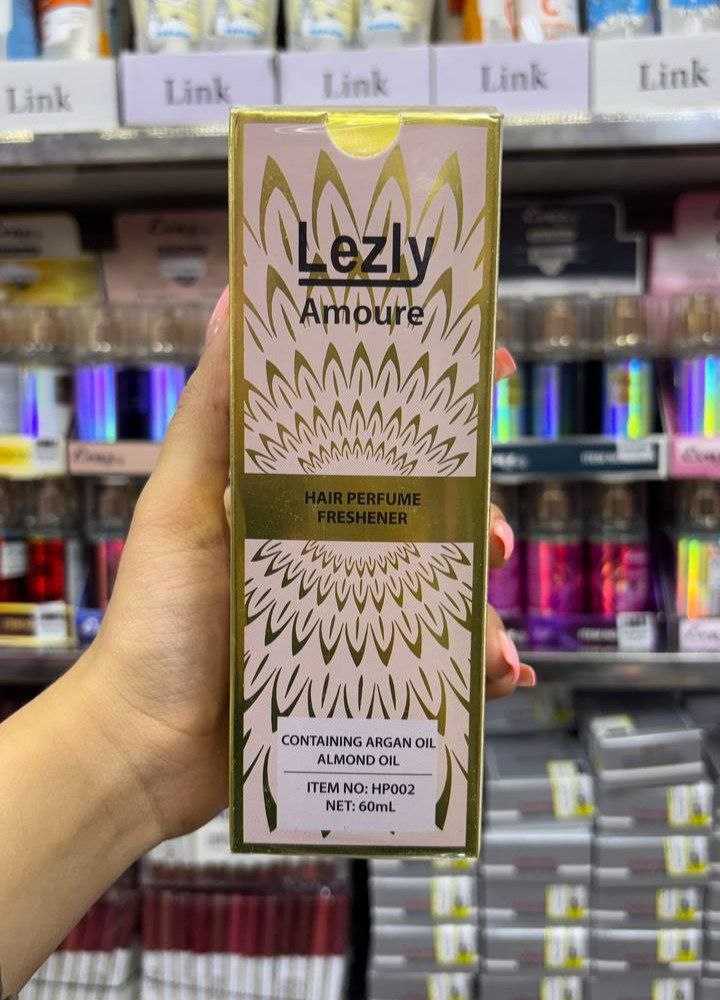 Link
Link
Link
Link
Link
Lezly
Amoure
HAIR PERFUME
FRESHENER
CONTAINING ARGAN OIL
ALMOND OIL
ITEM NO: HP002
NET: 60mL